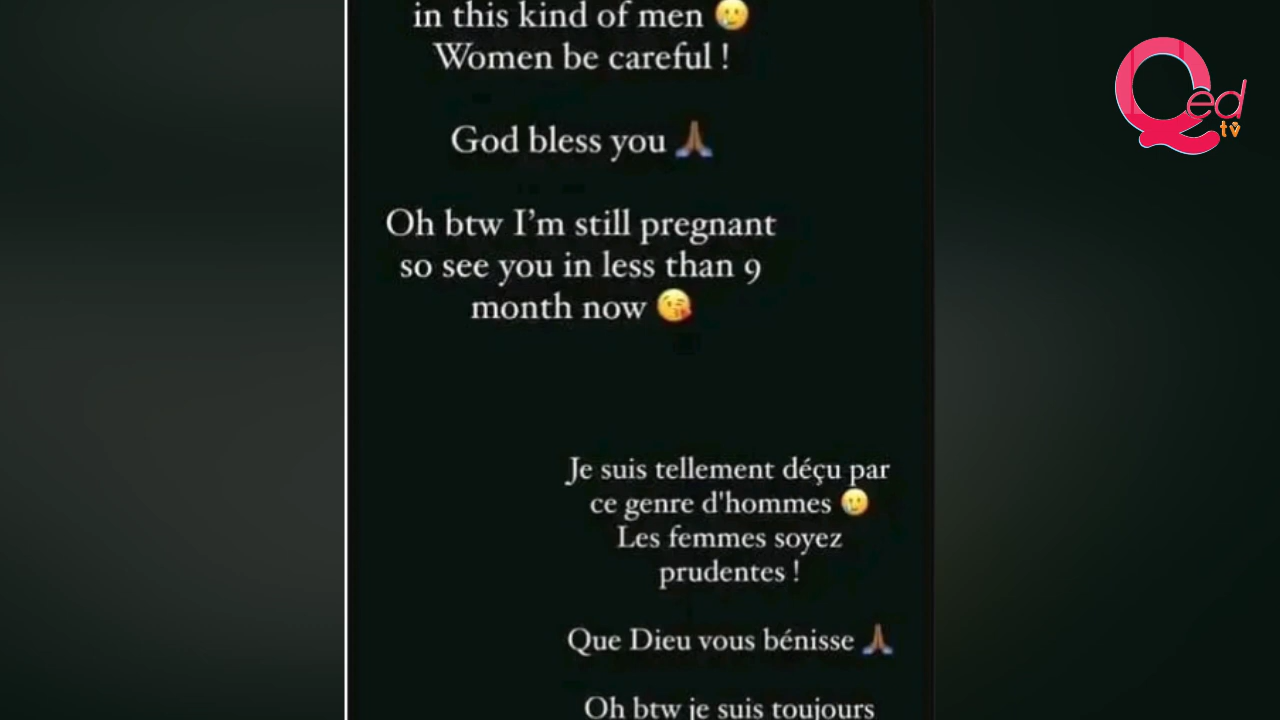 in this kind of men 🥲
Women be careful !
God bless you 🙏🏾
Oh btw I’m still pregnant
so see you in less than 9
month now 😘
Je suis tellement déçu par
ce genre d'hommes 🥲
Les femmes soyez
prudentes !
Que Dieu vous bénisse 🙏🏾
Oh btw je suis toujours
Qed
tv